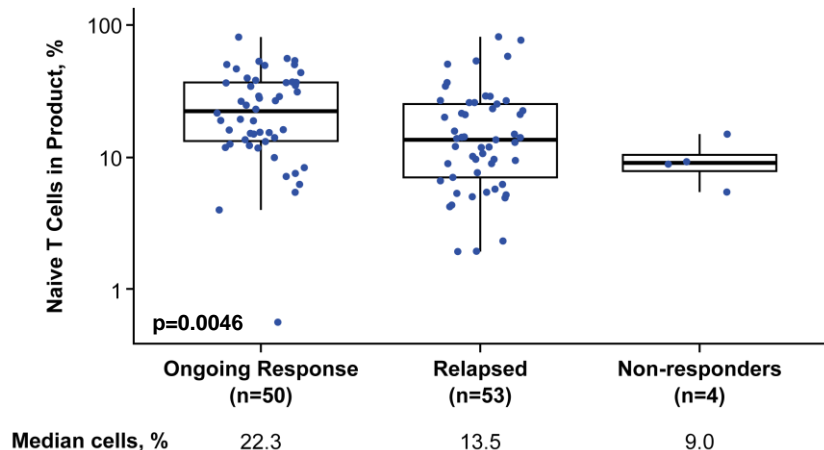 Naive T Cells in Product, %
100
10
1
p=0.0046
Ongoing Response
(n=50)
Relapsed
(n=53)
Non-responders
(n=4)
Median cells, % 22.3 13.5 9.0